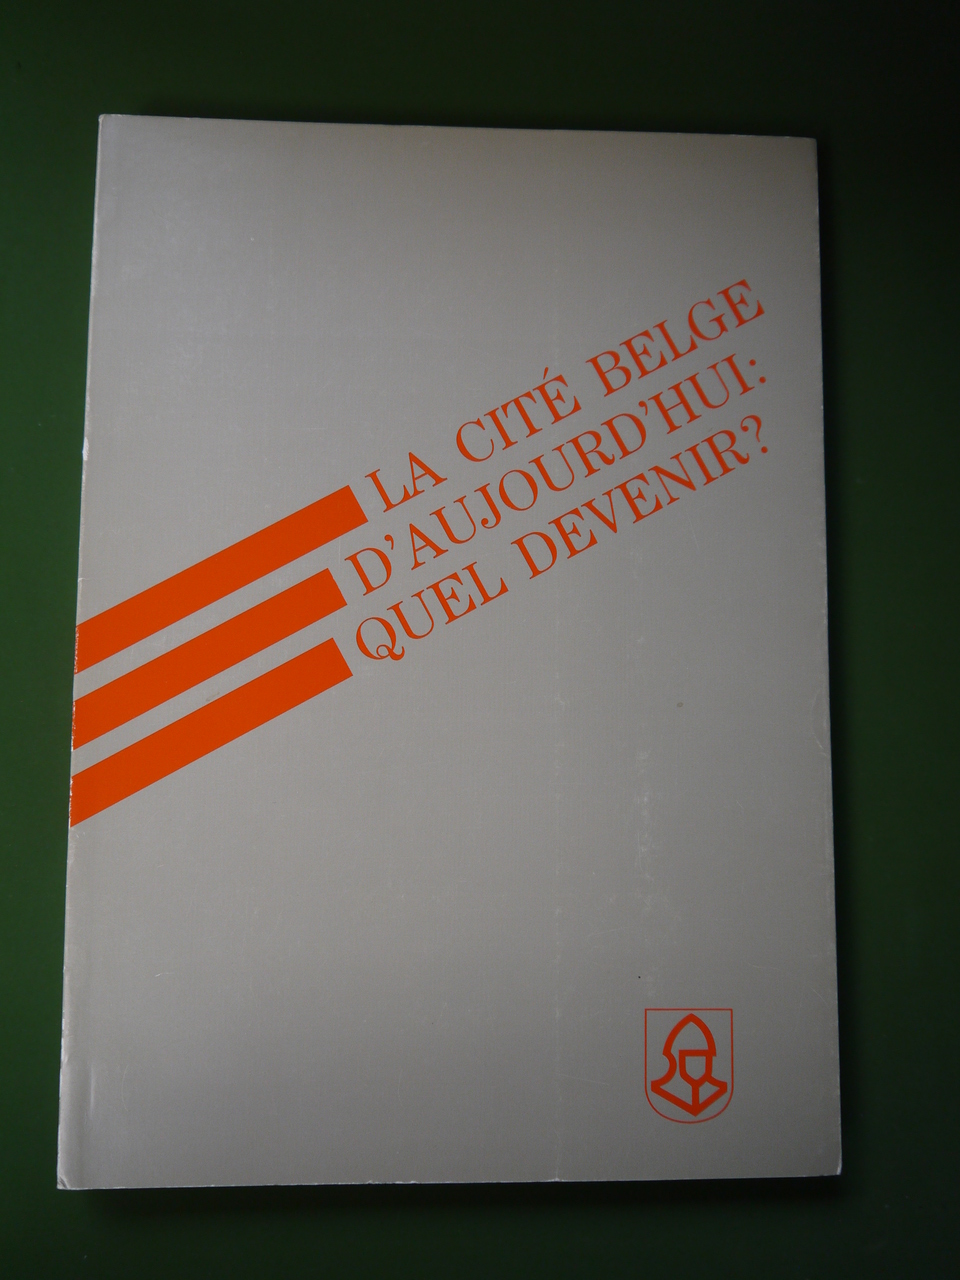 LA CITÉ BELGE
D'AUJOURD'HUI:
QUEL DEVENIR?